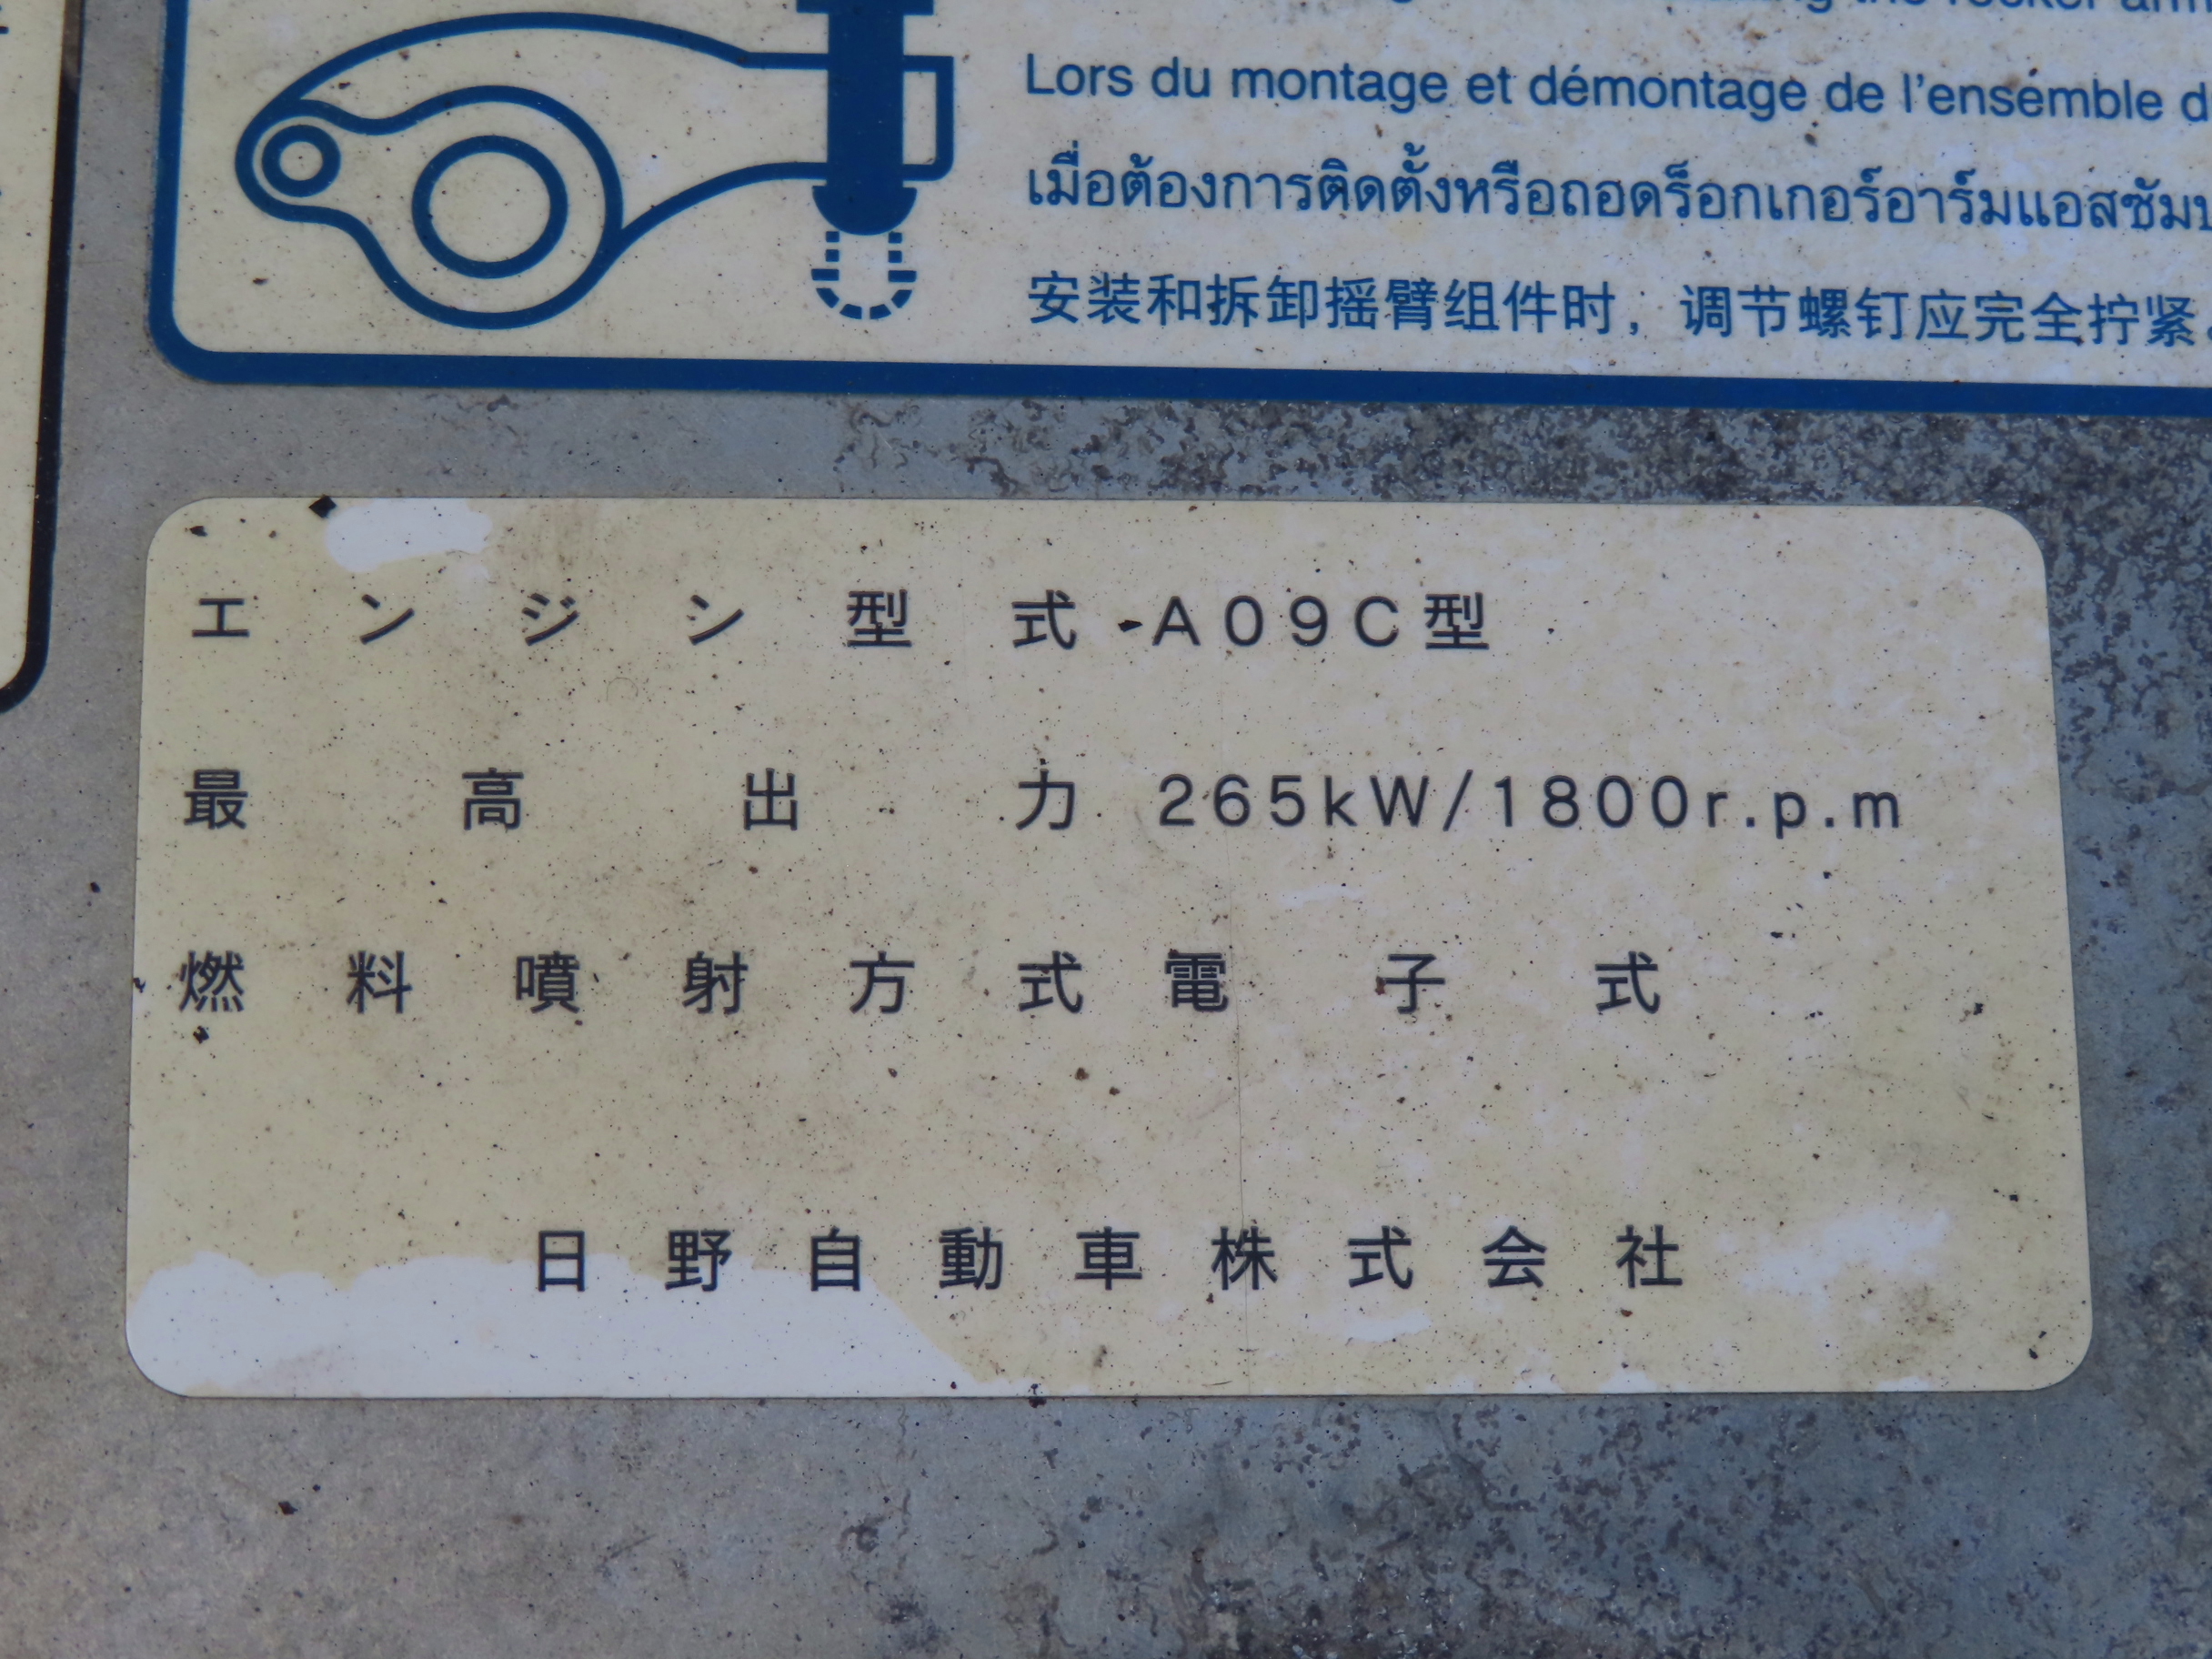 the rocker arm
Lors du montage et démontage de l'ensemble d
เมื่อต้องการติดตั้งหรือถอดร็อกเกอร์อาร์มแอสซัมบ
安装和拆卸摇臂组件时，调节螺钉应完全拧紧。
エンジン型式 A09C型
最高出力 265kW/1800r.p.m
燃料噴射方式 電子式
日野自動車株式会社